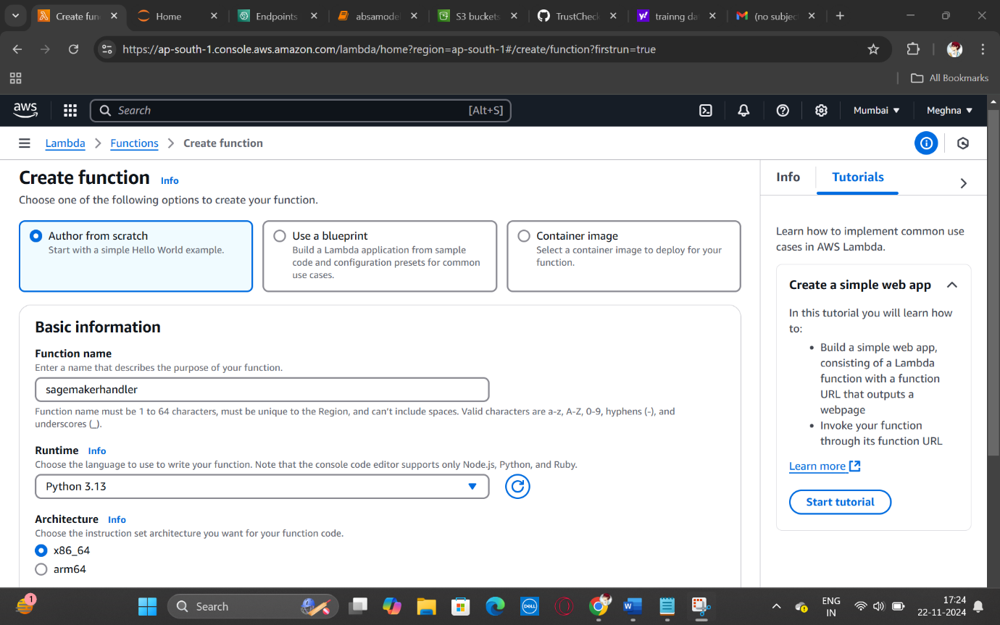 Create fun
Home
Endpoints
absamode
S3 buckets
TrustCheck
trainng da
(no subjec
https://ap-south-1.console.aws.amazon.com/lambda/home?region=ap-south-1#/create/function?firstrun=true
All Bookmarks
aws
Search
[Alt+S]
Mumbai
Meghna
Lambda
Functions
Create function
Create function
Info
Choose one of the following options to create your function.
Author from scratch
Start with a simple Hello World example.
Use a blueprint
Build a Lambda application from sample
code and configuration presets for common
use cases.
Container image
Select a container image to deploy for your
function.
Basic information
Function name
Enter a name that describes the purpose of your function.
sagemakerhandler
Function name must be 1 to 64 characters, must be unique to the Region, and can't include spaces. Valid characters are a-z, A-Z, 0-9, hyphens (-), and
underscores (_).
Runtime
Info
Choose the language to use to write your function. Note that the console code editor supports only Node.js, Python, and Ruby.
Python 3.13
Architecture
Info
Choose the instruction set architecture you want for your function code.
x86_64
arm64
Info
Tutorials
Learn how to implement common use
cases in AWS Lambda.
Create a simple web app
In this tutorial you will learn how
to:
• Build a simple web app,
consisting of a Lambda
function with a function
URL that outputs a
webpage
• Invoke your function
through its function URL
Learn more
Start tutorial
1
Search
DELL
ENG
IN
17:24
22-11-2024